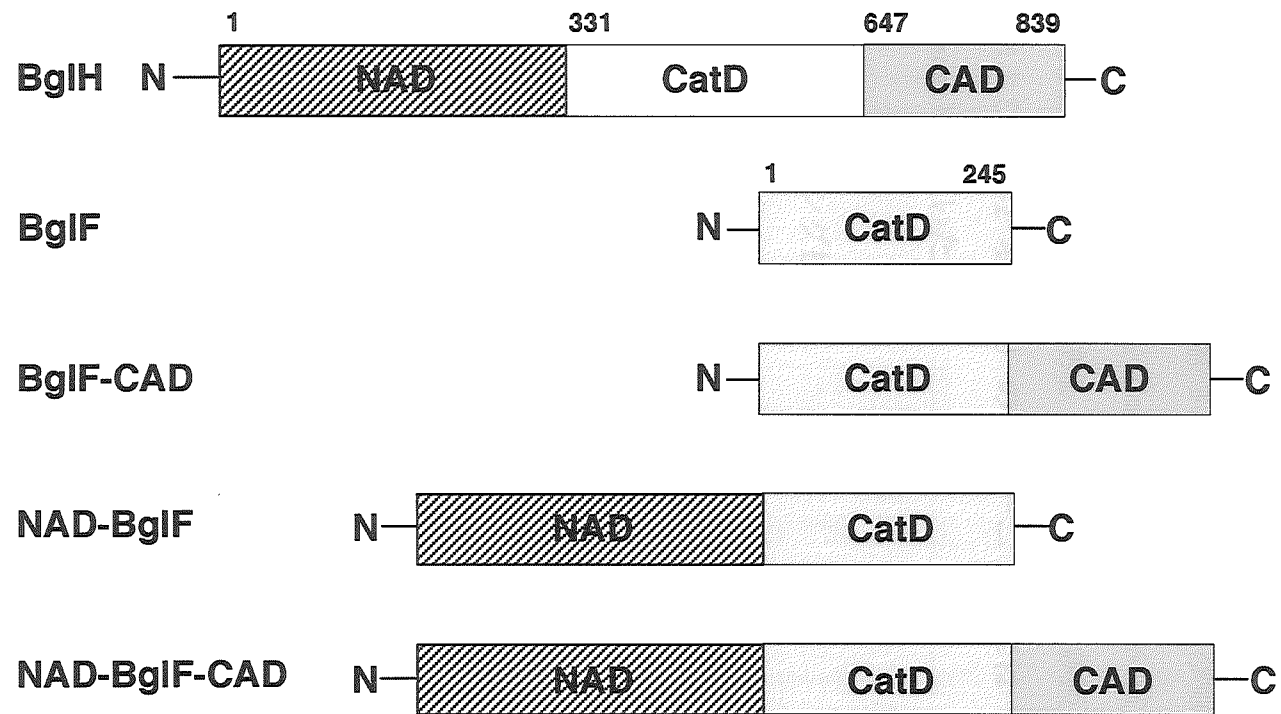 1 331 647 839
BglH N NAD CatD CAD C
1 245
BglF N CatD C
BglF-CAD N CatD CAD C
NAD-BglF N NAD CatD C
NAD-BglF-CAD N NAD CatD CAD C